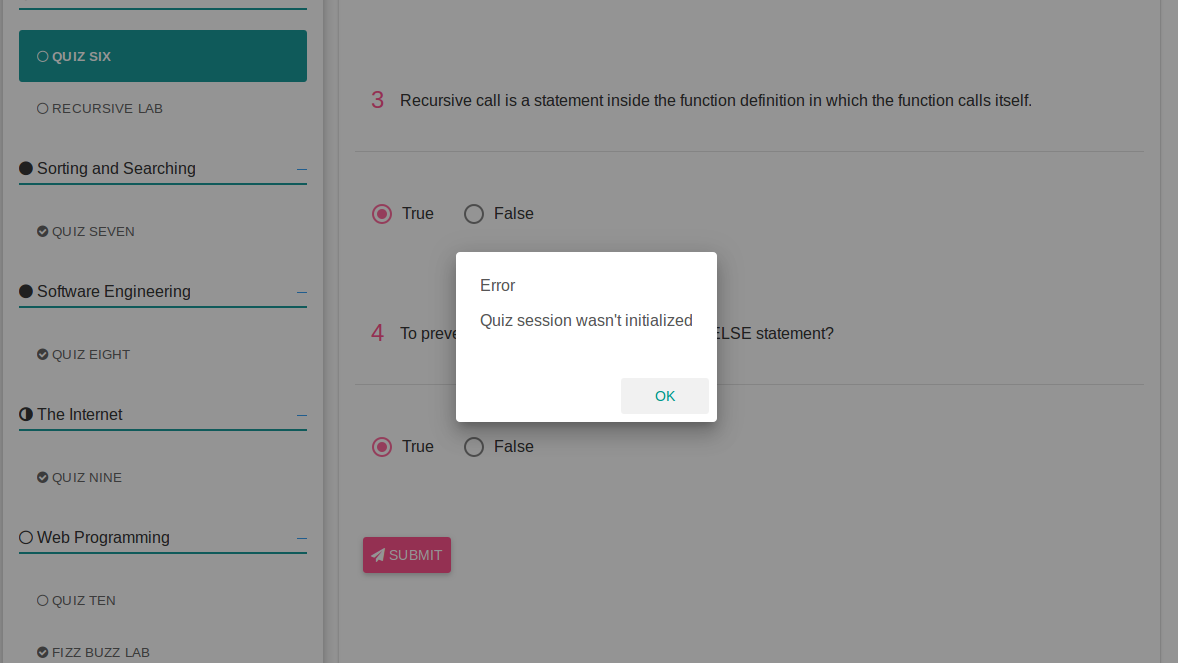 QUIZ SIX
RECURSIVE LAB
Sorting and Searching
QUIZ SEVEN
Software Engineering
QUIZ EIGHT
The Internet
QUIZ NINE
Web Programming
QUIZ TEN
FIZZ BUZZ LAB
3 Recursive call is a statement inside the function definition in which the function calls itself.
True False
4 To ELSE statement?
True False
SUBMIT
Error
Quiz session wasn't initialized
OK